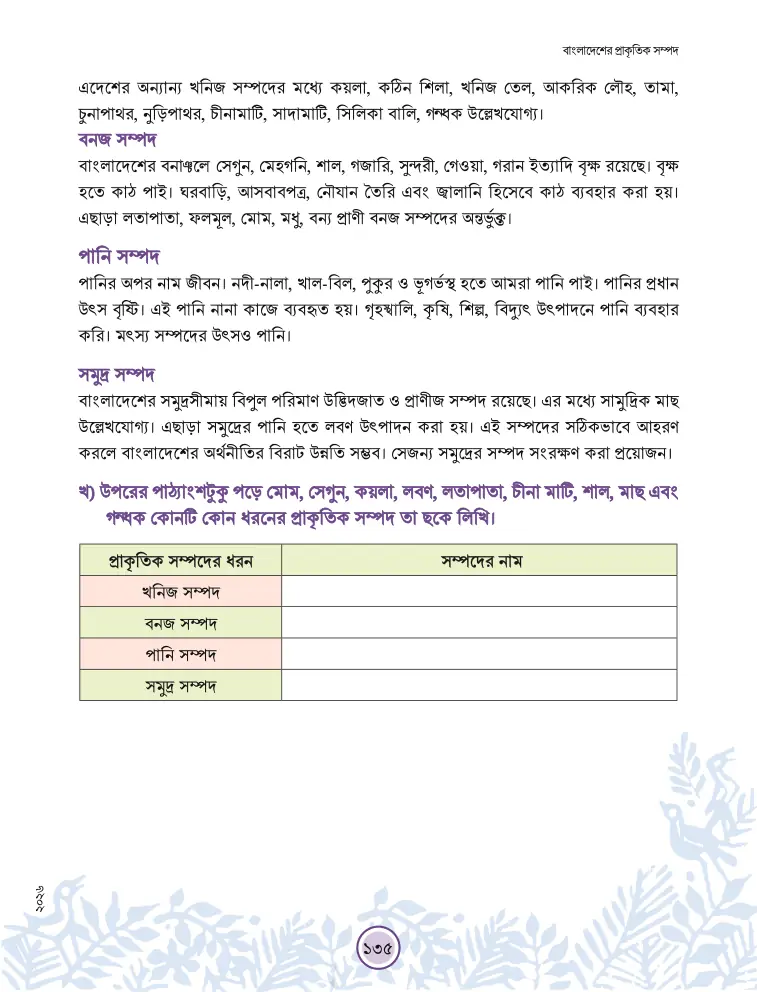 বাংলাদেশের প্রাকৃতিক সম্পদ
এদেশের অন্যান্য খনিজ সম্পদের মধ্যে কয়লা, কঠিন শিলা, খনিজ তেল, আকরিক লৌহ, তামা,
চুনাপাথর, নুড়িপাথর, চীনামাটি, সাদামাটি, সিলিকা বালি, গন্ধক উল্লেখযোগ্য।
বনজ সম্পদ
বাংলাদেশের বনাঞ্চলে সেগুন, মেহগনি, শাল, গজারি, সুন্দরী, গেওয়া, গরান ইত্যাদি বৃক্ষ রয়েছে। বৃক্ষ
হতে কাঠ পাই। ঘরবাড়ি, আসবাবপত্র, নৌযান তৈরি এবং জ্বালানি হিসেবে কাঠ ব্যবহার করা হয়।
এছাড়া লতাপাতা, ফলমূল, মোম, মধু, বন্য প্রাণী বনজ সম্পদের অন্তর্ভুক্ত।
পানি সম্পদ
পানির অপর নাম জীবন। নদী-নালা, খাল-বিল, পুকুর ও ভূগর্ভস্থ হতে আমরা পানি পাই। পানির প্রধান
উৎস বৃষ্টি। এই পানি নানা কাজে ব্যবহৃত হয়। গৃহস্থালি, কৃষি, শিল্প, বিদ্যুৎ উৎপাদনে পানি ব্যবহার
করি। মৎস্য সম্পদের উৎসও পানি।
সমুদ্র সম্পদ
বাংলাদেশের সমুদ্রসীমায় বিপুল পরিমাণ উদ্ভিদজাত ও প্রাণীজ সম্পদ রয়েছে। এর মধ্যে সামুদ্রিক মাছ
উল্লেখযোগ্য। এছাড়া সমুদ্রের পানি হতে লবণ উৎপাদন করা হয়। এই সম্পদের সঠিকভাবে আহরণ
করলে বাংলাদেশের অর্থনীতির বিরাট উন্নতি সম্ভব। সেজন্য সমুদ্রের সম্পদ সংরক্ষণ করা প্রয়োজন।
খ) উপরের পাঠ্যাংশটুকু পড়ে মোম, সেগুন, কয়লা, লবণ, লতাপাতা, চীনা মাটি, শাল, মাছ এবং
গন্ধক কোনটি কোন ধরনের প্রাকৃতিক সম্পদ তা ছকে লিখি।
প্রাকৃতিক সম্পদের ধরন সম্পদের নাম
খনিজ সম্পদ
বনজ সম্পদ
পানি সম্পদ
সমুদ্র সম্পদ
২০২৬
১৩৫